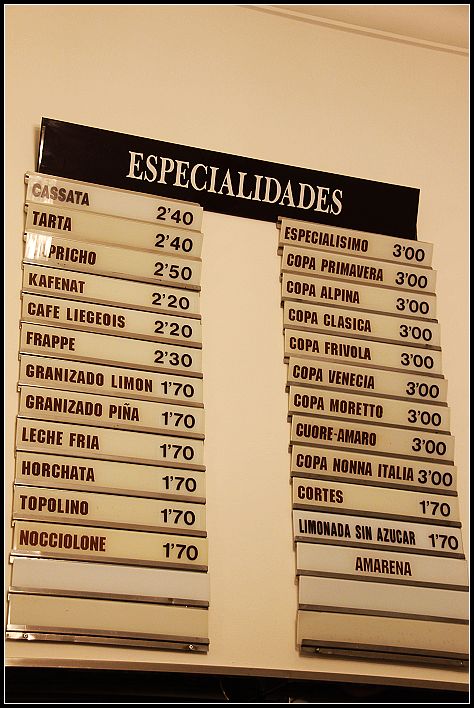 ESPECIALIDADES
CASSATA 2'40
TARTA 2'40
PRICHO 2'50
KAFENAT 2'20
CAFE LIEGEOIS 2'20
FRAPPE 2'30
GRANIZADO LIMON 1'70
GRANIZADO PIÑA 1'70
LECHE FRIA 1'70
HORCHATA 1'70
TOPOLINO 1'70
NOCCIOLONE 1'70
ESPECIALISIMO 3'00
COPA PRIMAVERA 3'00
COPA ALPINA 3'00
COPA CLASICA 3'00
COPA FRIVOLA 3'00
COPA VENECIA 3'00
COPA MORETTO 3'00
CUORE-AMARO 3'00
COPA NONNA ITALIA 3'00
CORTES 1'70
LIMONADA SIN AZUCAR 1'70
AMARENA